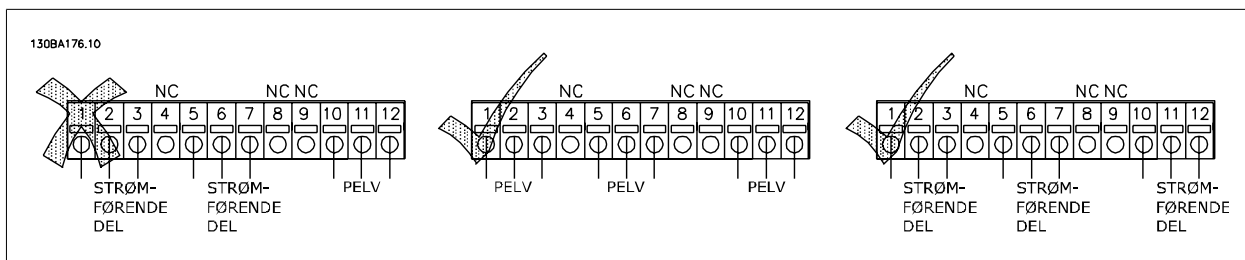 130BA176.10
NC NC NC
1 2 3 4 5 6 7 8 9 10 11 12
STRØM-
FØRENDE
DEL
STRØM-
FØRENDE
DEL
PELV
NC NC NC
1 2 3 4 5 6 7 8 9 10 11 12
PELV PELV PELV
NC NC NC
1 2 3 4 5 6 7 8 9 10 11 12
STRØM-
FØRENDE
DEL
STRØM-
FØRENDE
DEL
STRØM-
FØRENDE
DEL